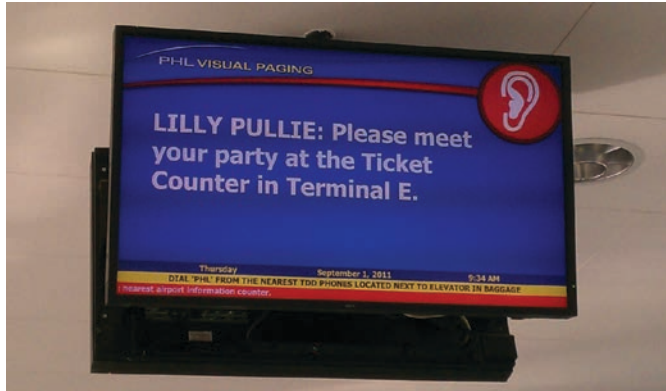 PHL VISUAL PAGING
LILLY PULLIE: Please meet
your party at the Ticket
Counter in Terminal E.
Thursday September 1, 2011 9:34 AM
DIAL 'PHL' FROM THE NEAREST TDD PHONES LOCATED NEXT TO ELEVATOR IN BAGGAGE
nearest airport information counter.